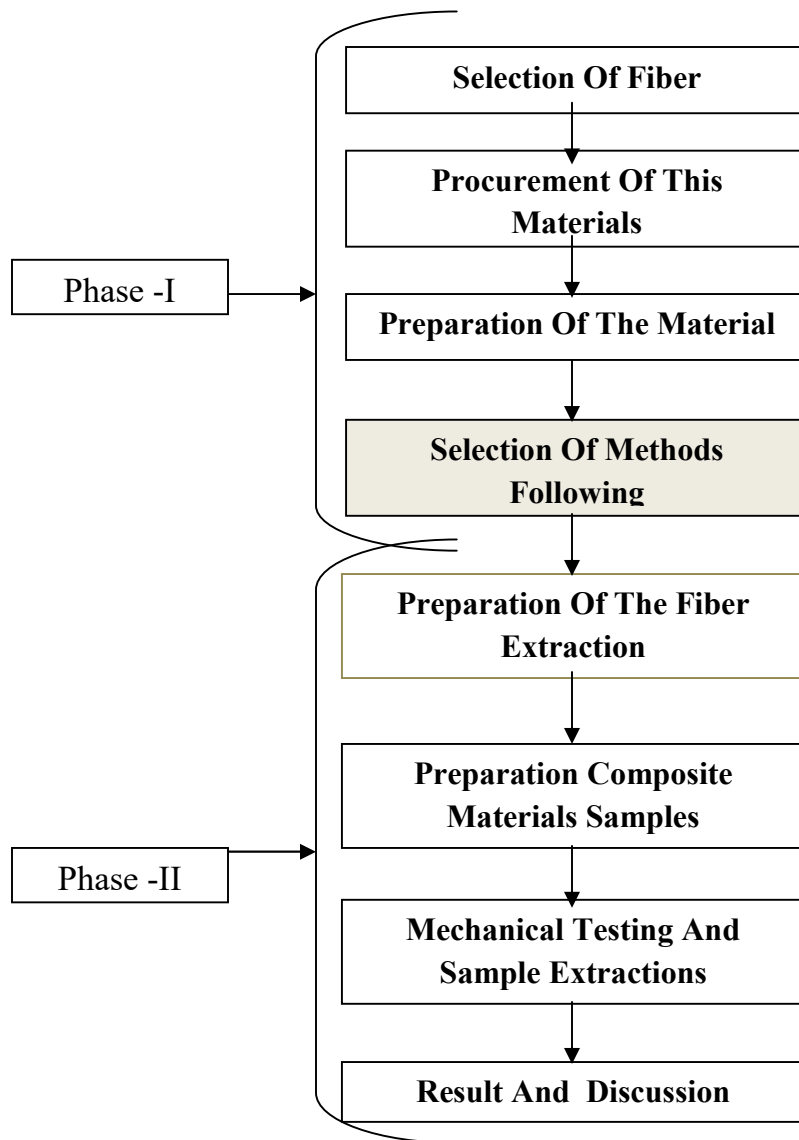 Selection Of Fiber
Procurement Of This
Materials
Phase -I
Preparation Of The Material
Selection Of Methods
Following
Preparation Of The Fiber
Extraction
Preparation Composite
Materials Samples
Phase -II
Mechanical Testing And
Sample Extractions
Result And  Discussion